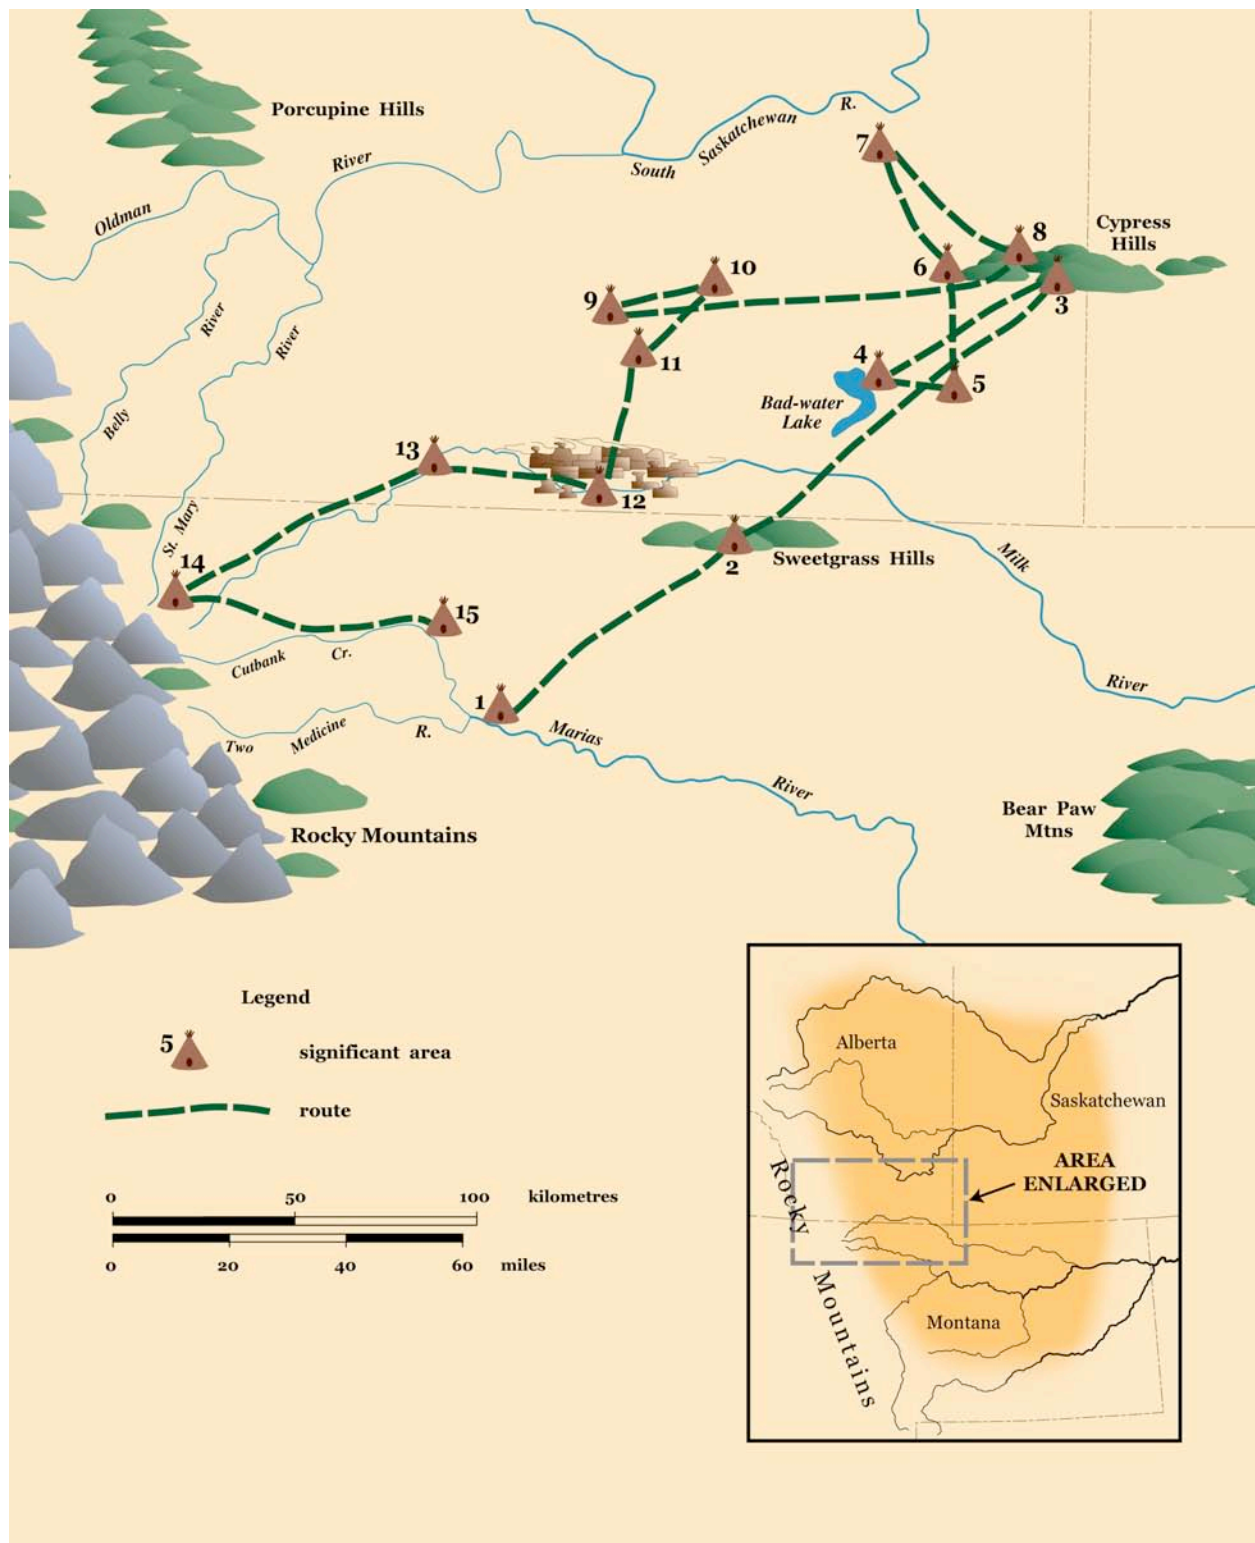 Porcupine Hills
R.
Saskatchewan
South
River
Oldman
7
Cypress
Hills
8
6
3
10
9
11
4
5
Bad-water
Lake
River
River
Belly
13
12
St. Mary
14
2
Sweetgrass Hills
Milk
River
15
Cutbank
Cr.
1
Marias
River
Two
Medicine
R.
Bear Paw
Mtns
Rocky Mountains
Legend
5
significant area
route
0
50
100
kilometres
0
20
40
60
miles
Alberta
Saskatchewan
AREA
ENLARGED
Rocky
Mountains
Montana